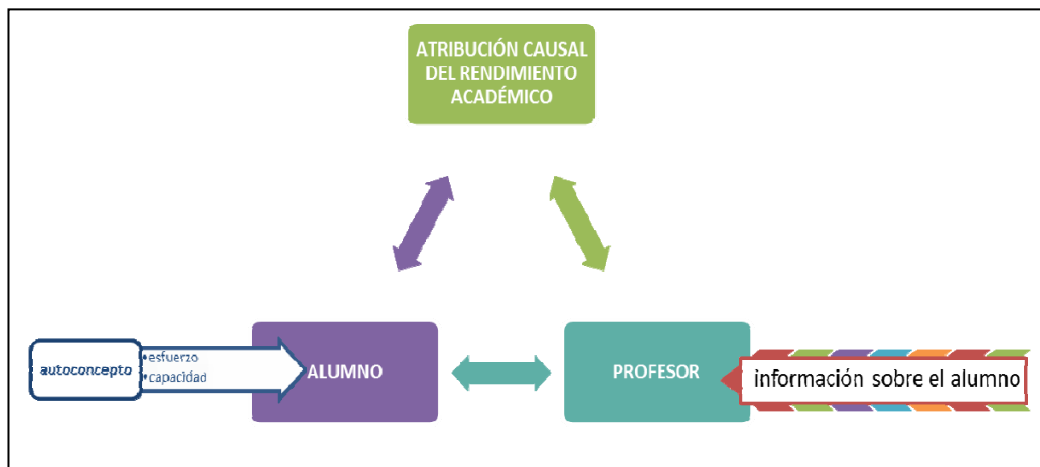 ATRIBUCIÓN CAUSAL
DEL RENDIMIENTO
ACADÉMICO
autoconcepto
•esfuerzo
•capacidad
ALUMNO
PROFESOR
información sobre el alumno